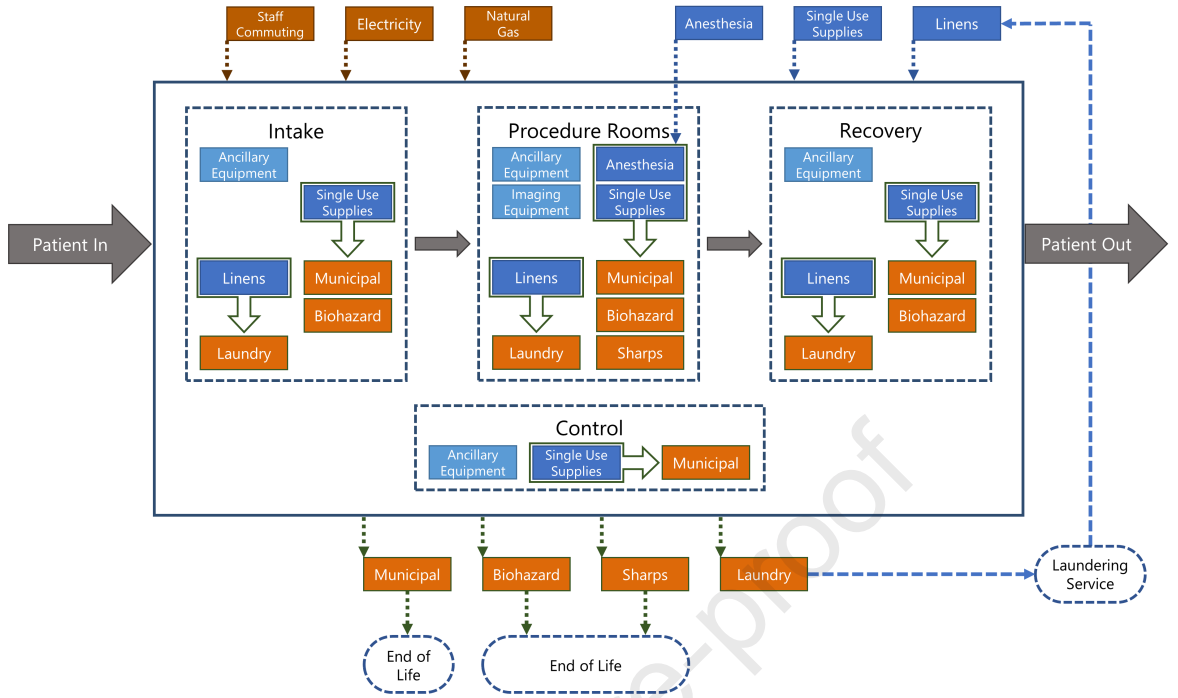 Staff
Commuting
Electricity
Natural
Gas
Anesthesia
Single Use
Supplies
Linens
Patient In
Intake
Ancillary
Equipment
Single Use
Supplies
Linens
Municipal
Biohazard
Laundry
Procedure Rooms
Ancillary
Equipment
Anesthesia
Imaging
Equipment
Single Use
Supplies
Linens
Municipal
Biohazard
Laundry
Sharps
Recovery
Ancillary
Equipment
Single Use
Supplies
Linens
Municipal
Biohazard
Laundry
Patient Out
Control
Ancillary
Equipment
Single Use
Supplies
Municipal
Municipal
Biohazard
Sharps
Laundry
Laundering
Service
End of
Life
End of Life
e-proof